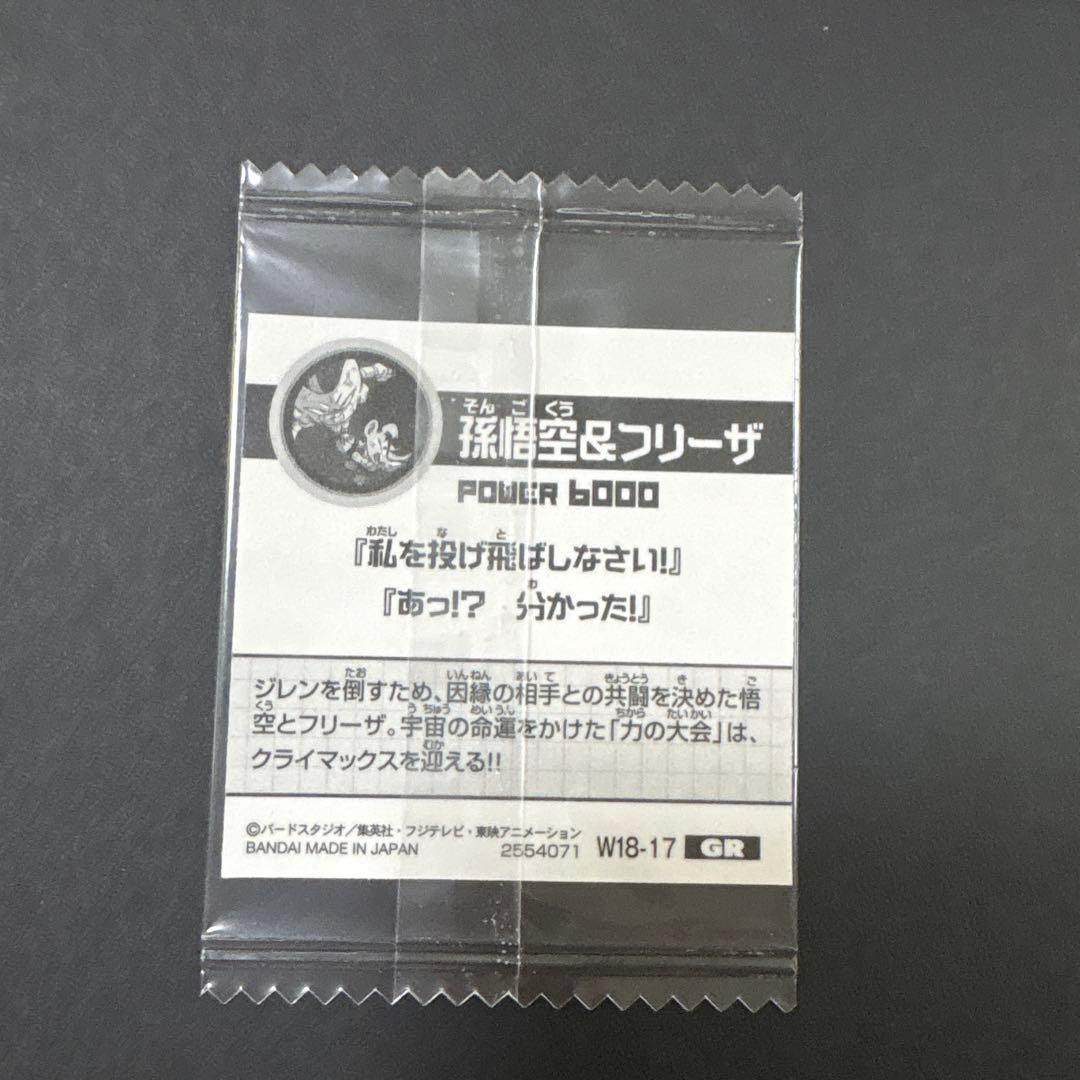 そん ご くう
孫悟空&フリーザ
POWER 6000
わたし な と
『私を投げ飛ばしなさい!』
わ
『あっ!? 分かった!』
たお いんねん あい て きょうとう き ご
ジレンを倒すため、因縁の相手との共闘を決めた悟
くう う ちゅう めいうん ちから たいかい
空とフリーザ。宇宙の命運をかけた「力の大会」は、
むか
クライマックスを迎える!!
©バードスタジオ/集英社・フジテレビ・東映アニメーション
BANDAI MADE IN JAPAN 2554071 W18-17 GR